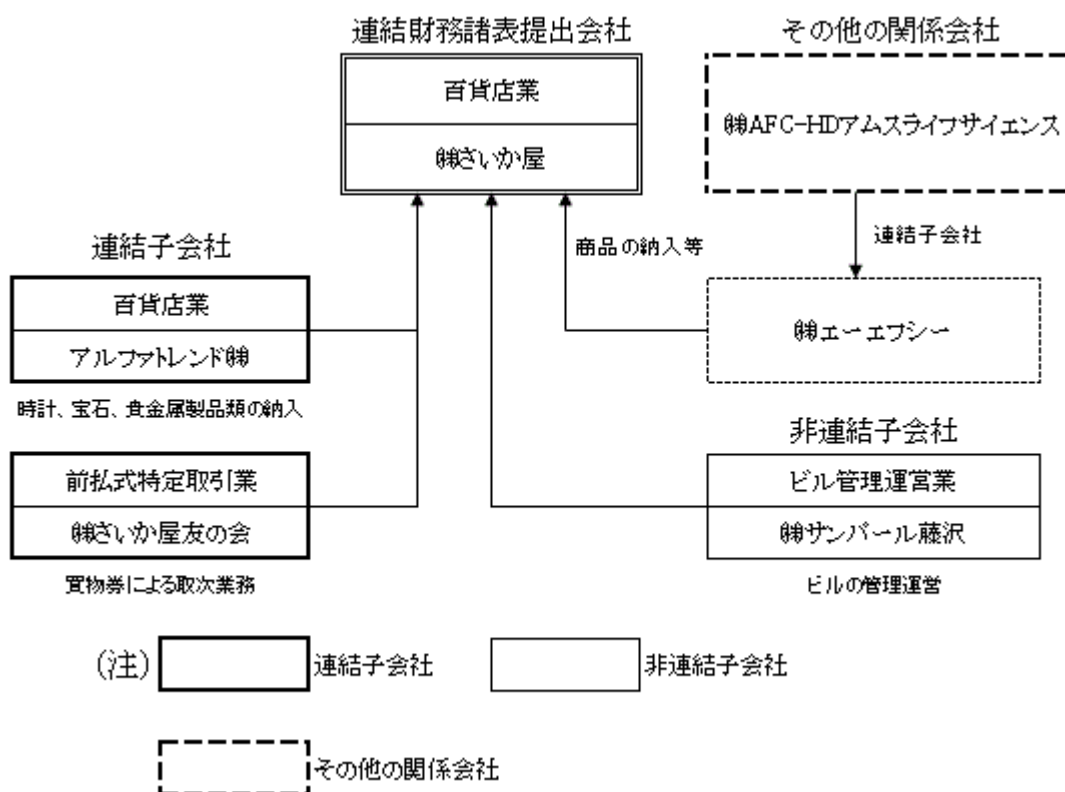 連結財務諸表提出会社
百貨店業
㈱さいか屋
その他の関係会社
㈱AFC-HDアムスライフサイエンス
連結子会社
商品の納入等
㈱エーエフシー
連結子会社
百貨店業
アルファトレンド㈱
時計、宝石、貴金属製品類の納入
前払式特定取引業
㈱さいか屋友の会
買物券による取次業務
非連結子会社
ビル管理運営業
㈱サンパール藤沢
ビルの管理運営
(注)
連結子会社
非連結子会社
その他の関係会社